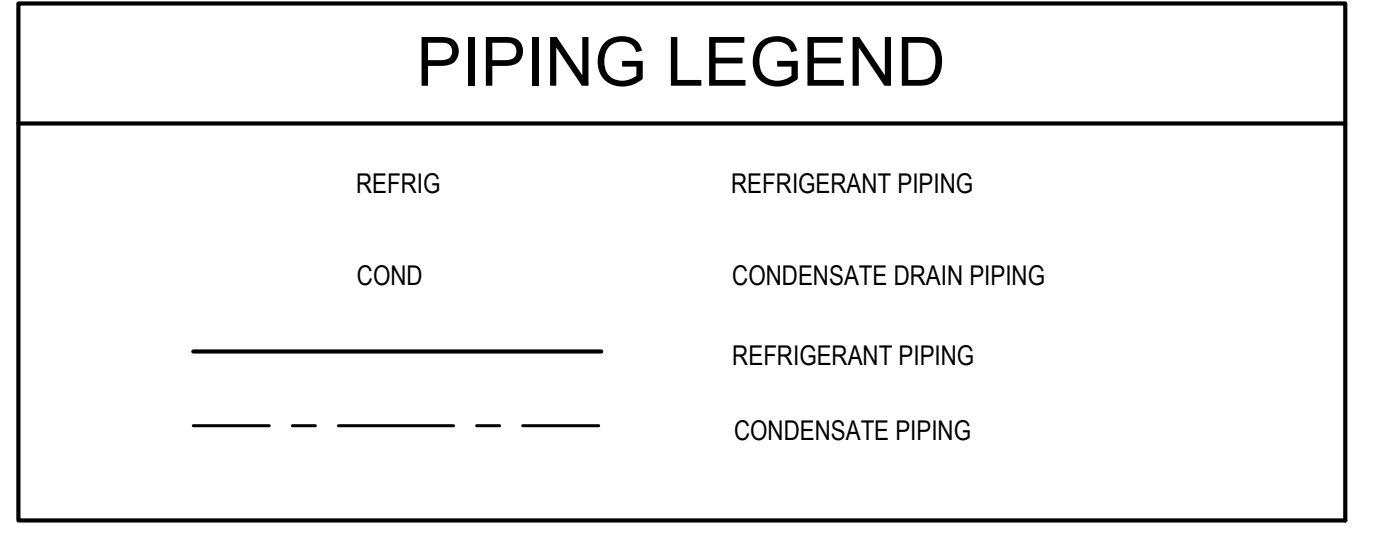 PIPING LEGEND
REFRIG REFRIGERANT PIPING
COND CONDENSATE DRAIN PIPING
REFRIGERANT PIPING
CONDENSATE PIPING